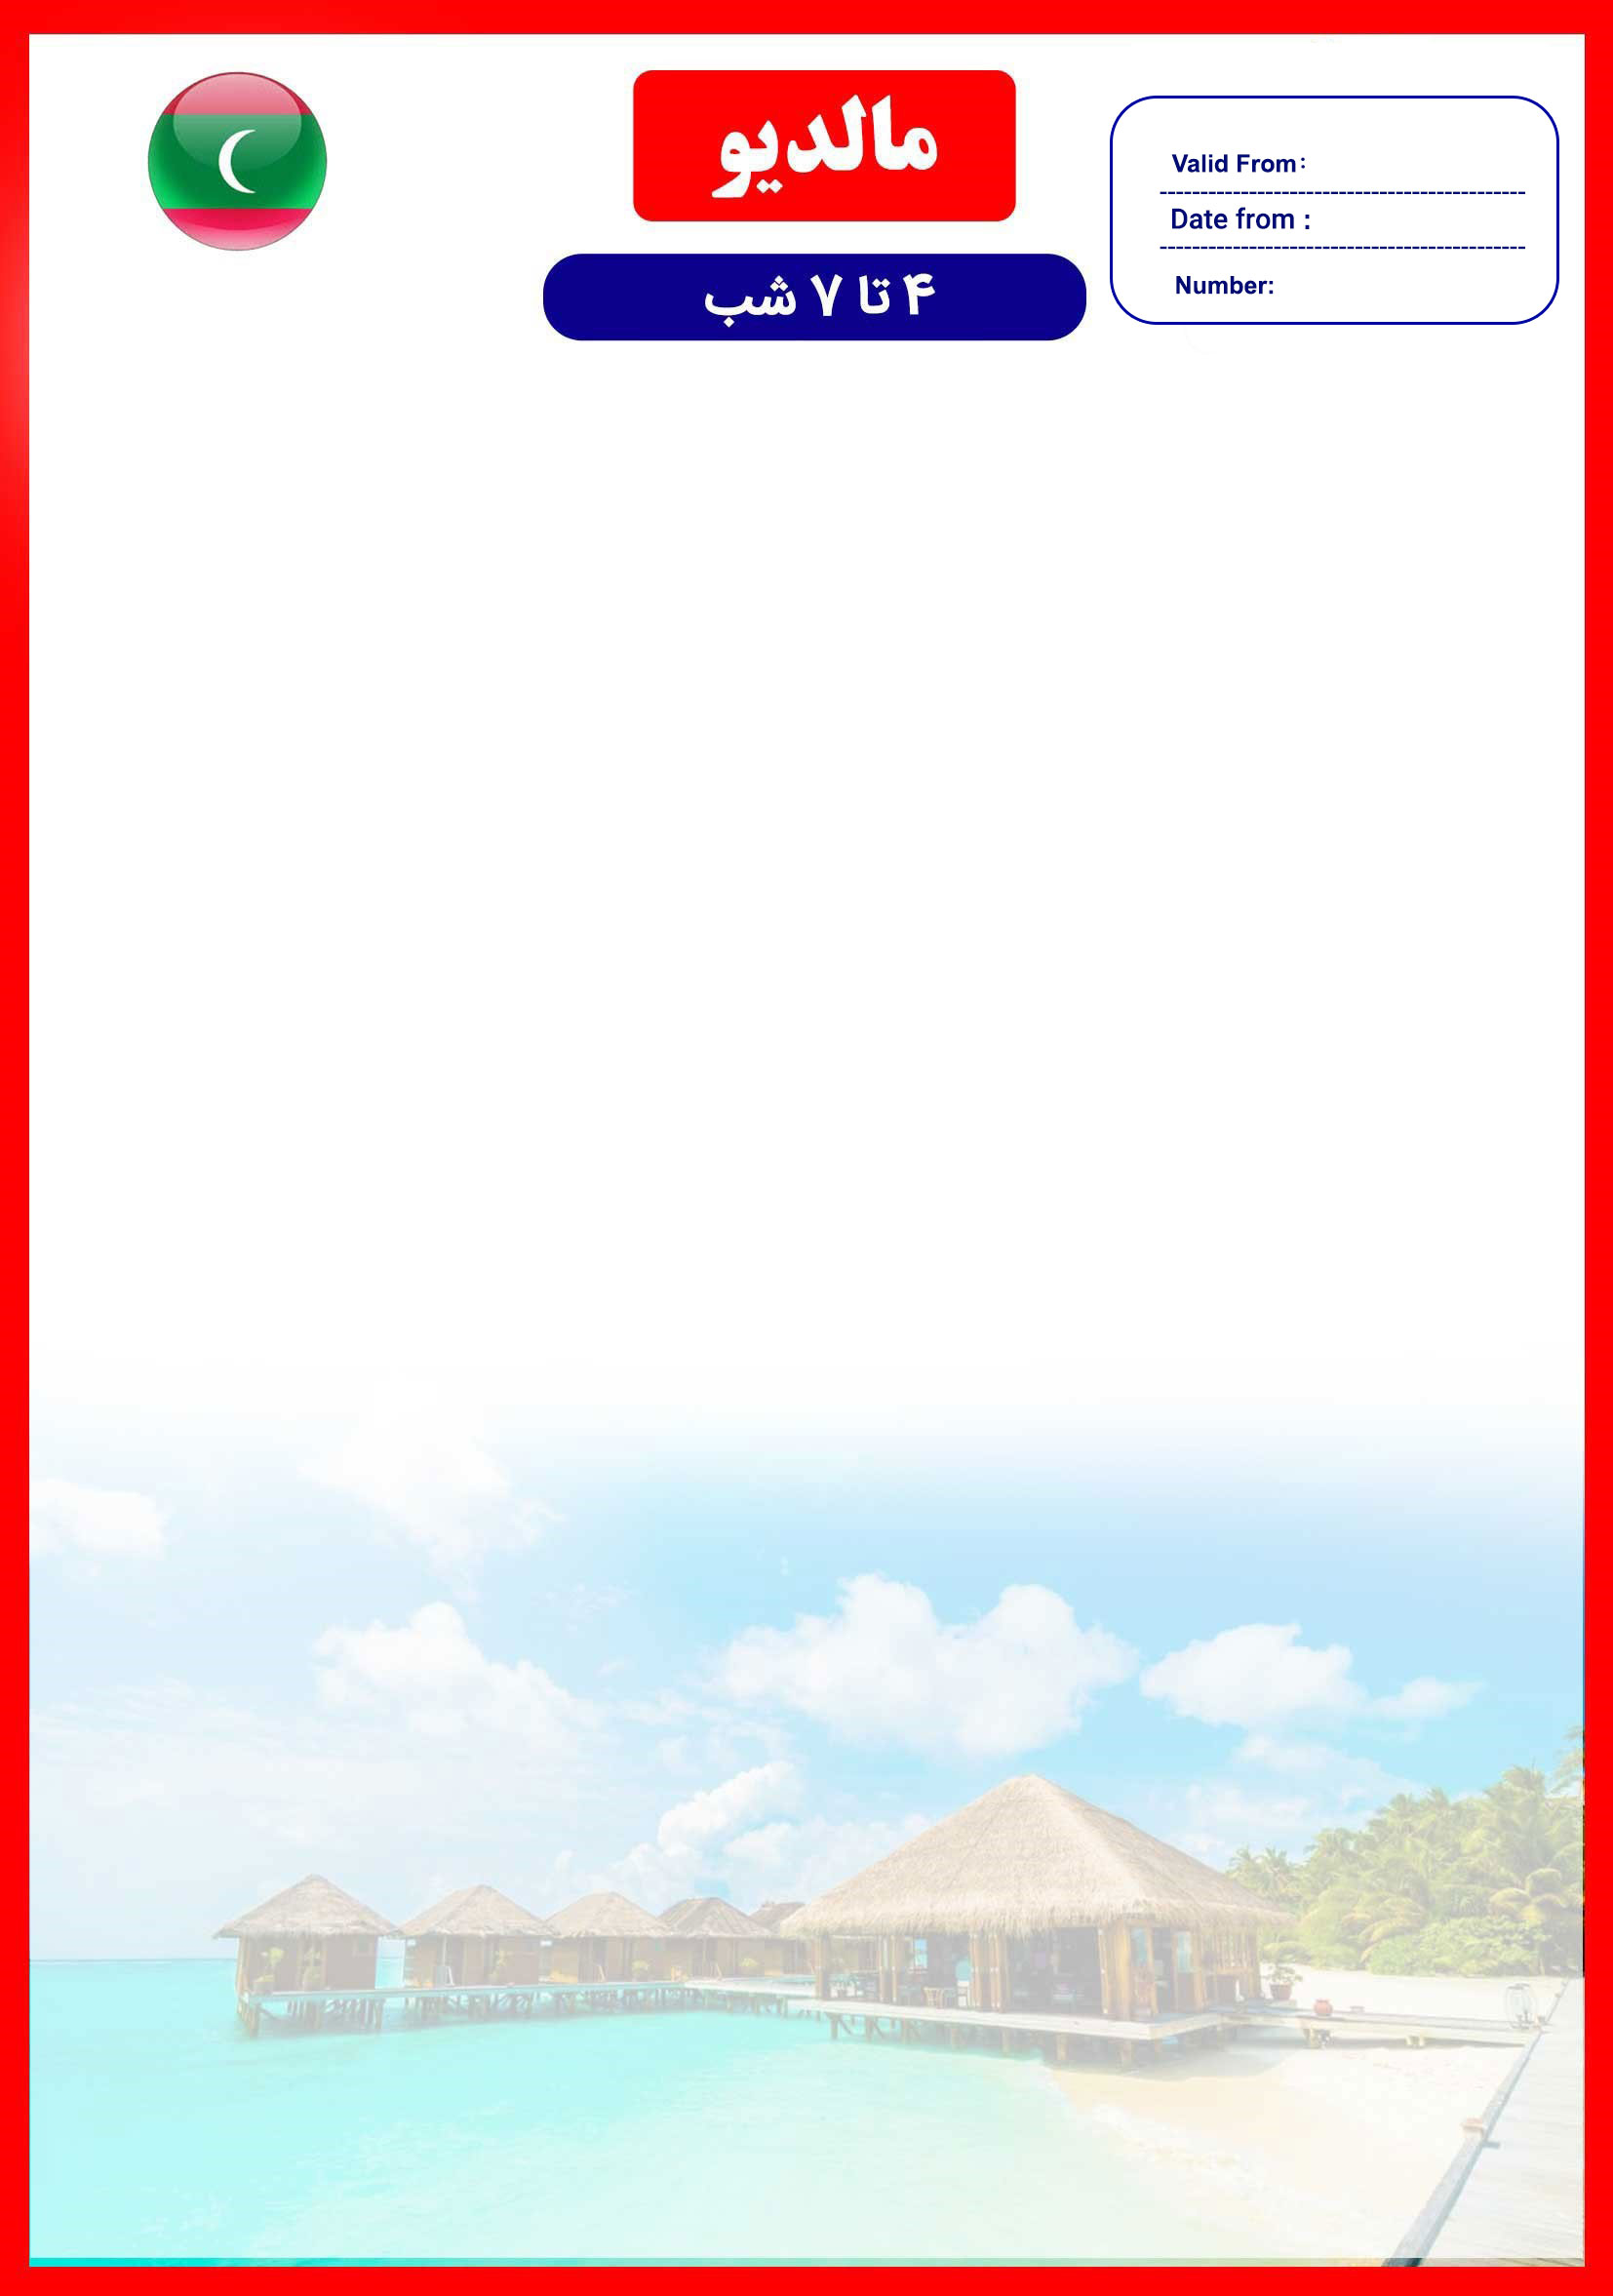 مالدیو
۴ تا ۷ شب
Valid From:
Date from :
Number: